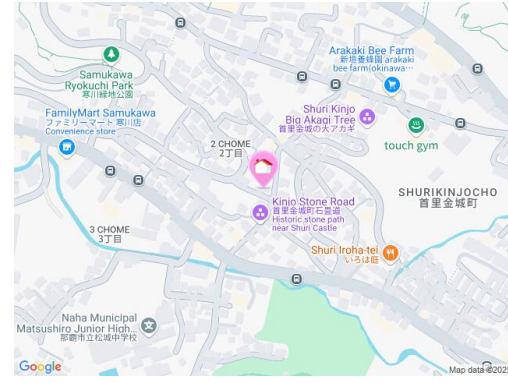 Arakaki Bee Farm
新垣養蜂園 arakaki
bee farm|okinawa...
Samukawa
Ryokuchi Park
寒川緑地公園
FamilyMart Samukawa
ファミリーマート 寒川店
Convenience store
Shuri Kinjo
Big Akagi Tree
首里金城の大アカギ
touch gym
2 CHOME
2丁目
SHURIKINJOCHO
首里金城町
Kinjo Stone Road
首里金城町石畳道
Historic stone path
near Shuri Castle
3 CHOME
3丁目
Shuri Iroha-tei
いろは庭
Naha Municipal
Matsushiro Junior High...
那覇市立松城中学校
Google
Map data ©2025